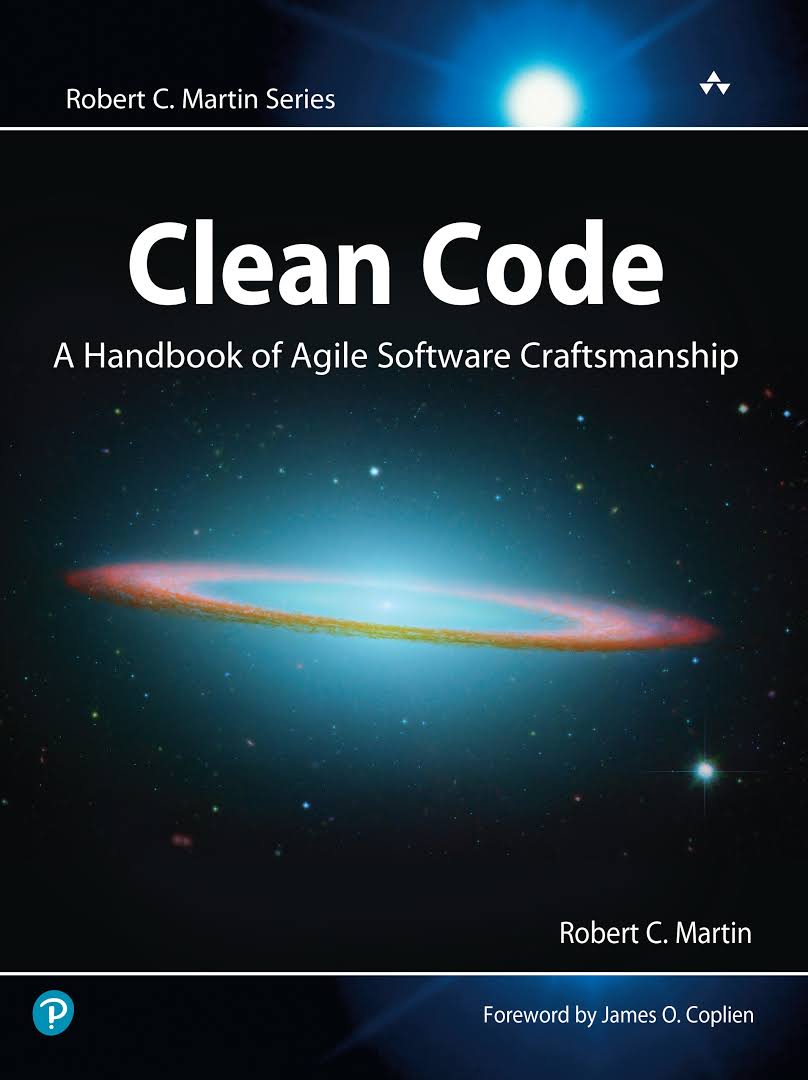 Robert C. Martin Series
Clean Code
A Handbook of Agile Software Craftsmanship
Robert C. Martin
Foreword by James O. Coplien